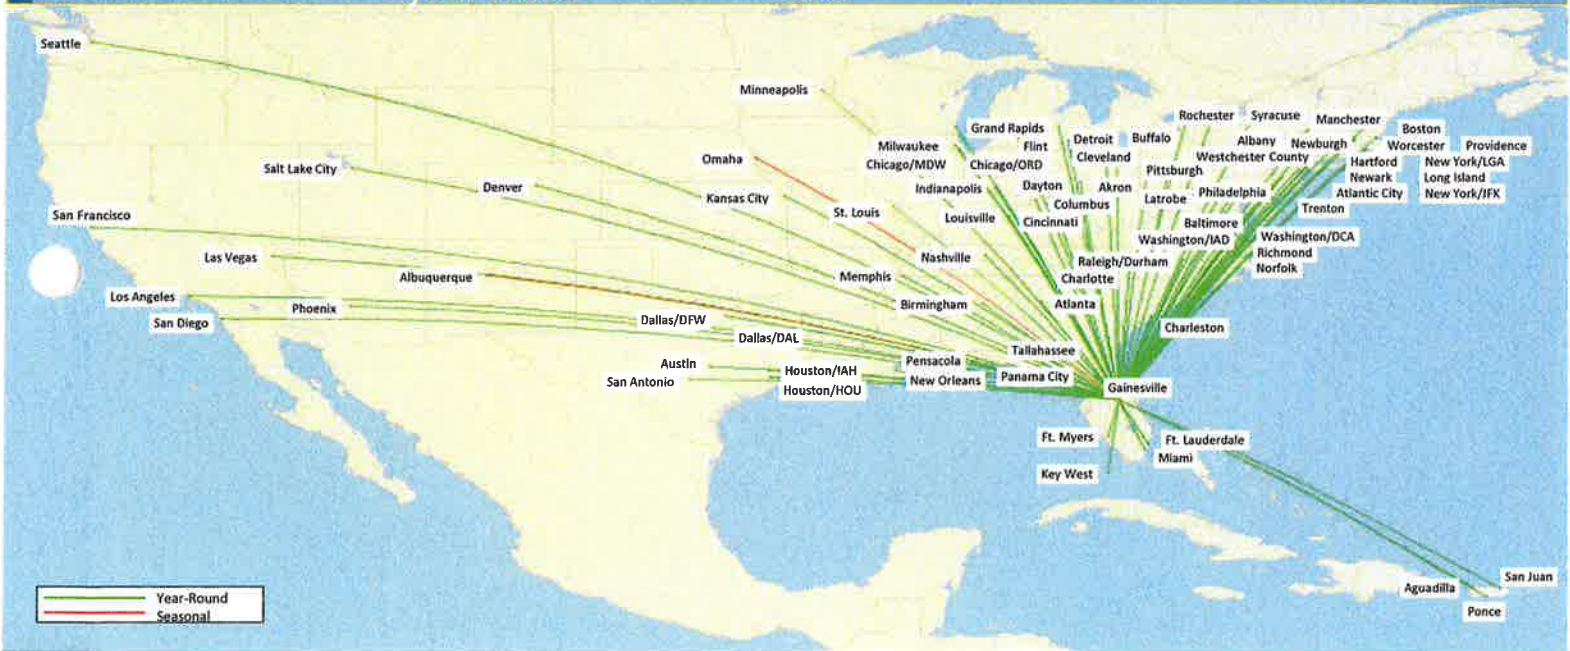 Seattle
Minneapolis
Rochester
Syracuse
Manchester
Grand Rapids
Boston
Detroit
Buffalo
Albany
Newburgh
Worcester
Providence
Milwaukee
Flint
Cleveland
Westchester County
Omaha
Chicago/MDW
Chicago/ORD
Hartford
New York/LGA
Salt Lake City
Pittsburgh
Newark
Long Island
Denver
Indianapolis
Dayton
Akron
Philadelphia
Atlantic City
New York/JFK
Kansas City
Columbus
Latrobe
Trenton
San Francisco
St. Louis
Louisville
Cincinnati
Baltimore
Washington/IAD
Washington/DCA
Las Vegas
Nashville
Raleigh/Durham
Richmond
Norfolk
Albuquerque
Memphis
Charlotte
Los Angeles
Phoenix
Birmingham
Atlanta
San Diego
Dallas/DFW
Charleston
Dallas/DAL
Tallahassee
Austin
Houston/IAH
Pensacola
San Antonio
New Orleans
Panama City
Houston/HOU
Gainesville
Ft. Myers
Ft. Lauderdale
Miami
Key West
San Juan
Aguadilla
Ponce
Year-Round
Seasonal